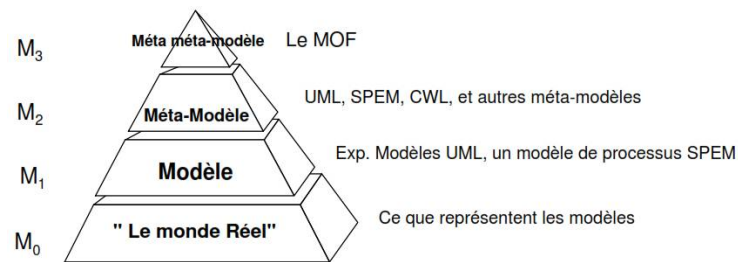 M3
Méta méta-modèle
Le MOF
M2
Méta-Modèle
UML, SPEM, CWL, et autres méta-modèles
M1
Modèle
Exp. Modèles UML, un modèle de processus SPEM
M0
" Le monde Réel"
Ce que représentent les modèles